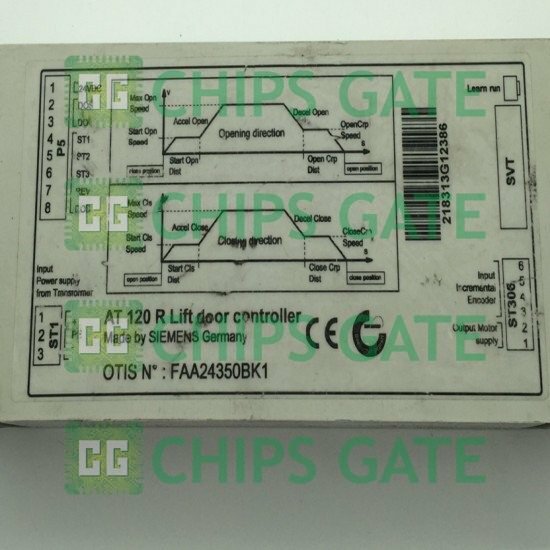 CHIPS GATE
1 24VDC
2 DOS
3
4 ST1
5 ST2
6 ST3
7 REV
8
P5
V
Max Opn Speed
Accel Open
Decel Open
Start Opn Speed
Opening direction
OpenCrp Speed
S
close position
Start Opn Dist
Open Crp Dist
open position
Max Cls Speed
Accel Close
Decel Close
Start Cls Speed
Closing direction
CloseCrp Speed
S
open position
Start Cls Dist
Close Crp Dist
close position
218313G12386
Learn run
SVT
CHIPS GATE
Input
Power supply
from Transformer
1
2
3
ST1
AT 120 R Lift door controller
Made by SIEMENS Germany
OTIS N° : FAA24350BK1
CE
Input
Incremental
Encoder
Output Motor
supply
6
5
4
3
2
1
ST306
CHIPS GATE
CG CHIPS GATE